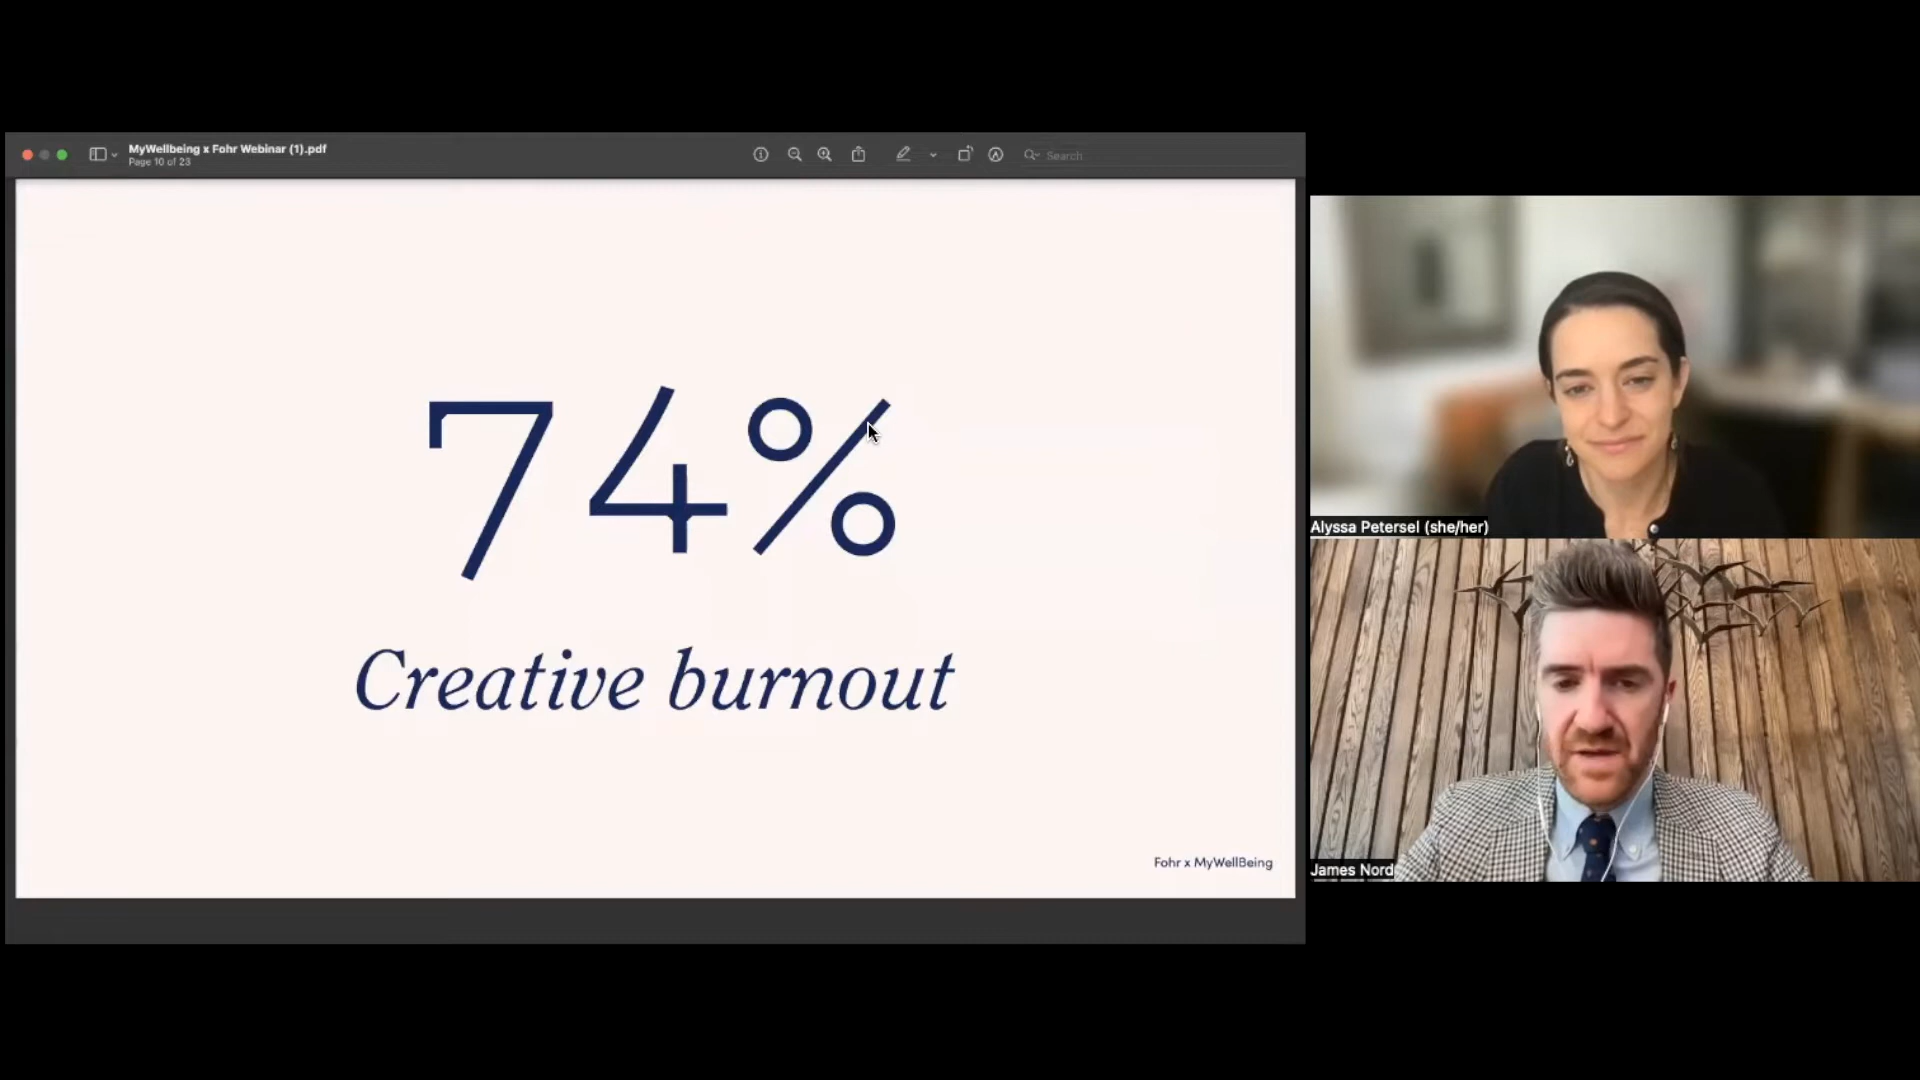 MyWellbeing x Fohr Webinar (1).pdf
Page 10 of 23
Search
74%
Creative burnout
Fohr x MyWellBeing
Alyssa Petersel (she/her)
James Nord